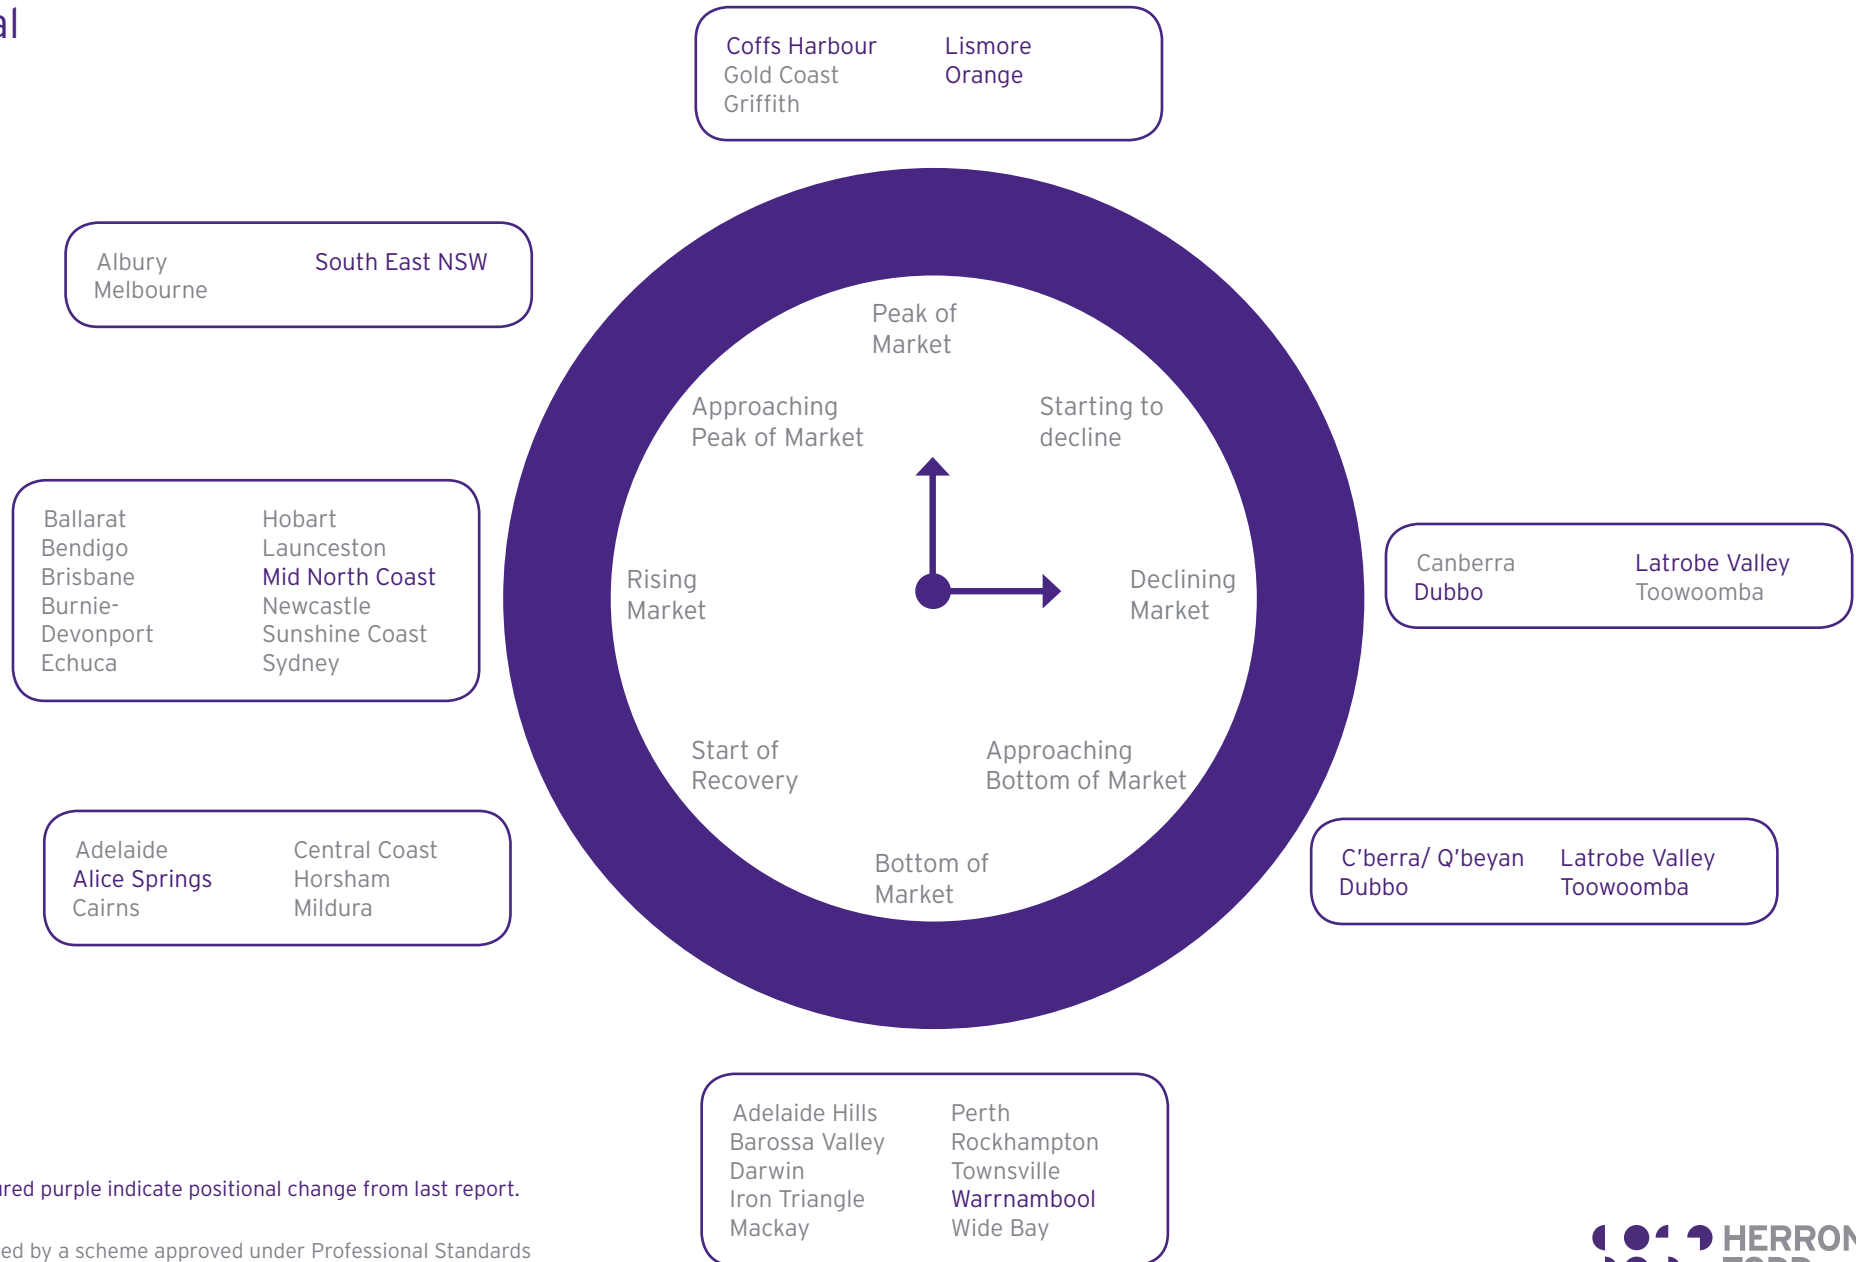 al
Coffs Harbour
Gold Coast
Griffith
Lismore
Orange
Albury
Melbourne
South East NSW
Peak of
Market
Approaching
Peak of Market
Starting to
decline
Ballarat
Bendigo
Brisbane
Burnie-
Devonport
Echuca
Hobart
Launceston
Mid North Coast
Newcastle
Sunshine Coast
Sydney
Rising
Market
Declining
Market
Canberra
Dubbo
Latrobe Valley
Toowoomba
Start of
Recovery
Approaching
Bottom of Market
Adelaide
Alice Springs
Cairns
Central Coast
Horsham
Mildura
Bottom of
Market
C'berra/ Q'beyan
Dubbo
Latrobe Valley
Toowoomba
Adelaide Hills
Barossa Valley
Darwin
Iron Triangle
Mackay
Perth
Rockhampton
Townsville
Warrnambool
Wide Bay
ured purple indicate positional change from last report.
ed by a scheme approved under Professional Standards
HERRON